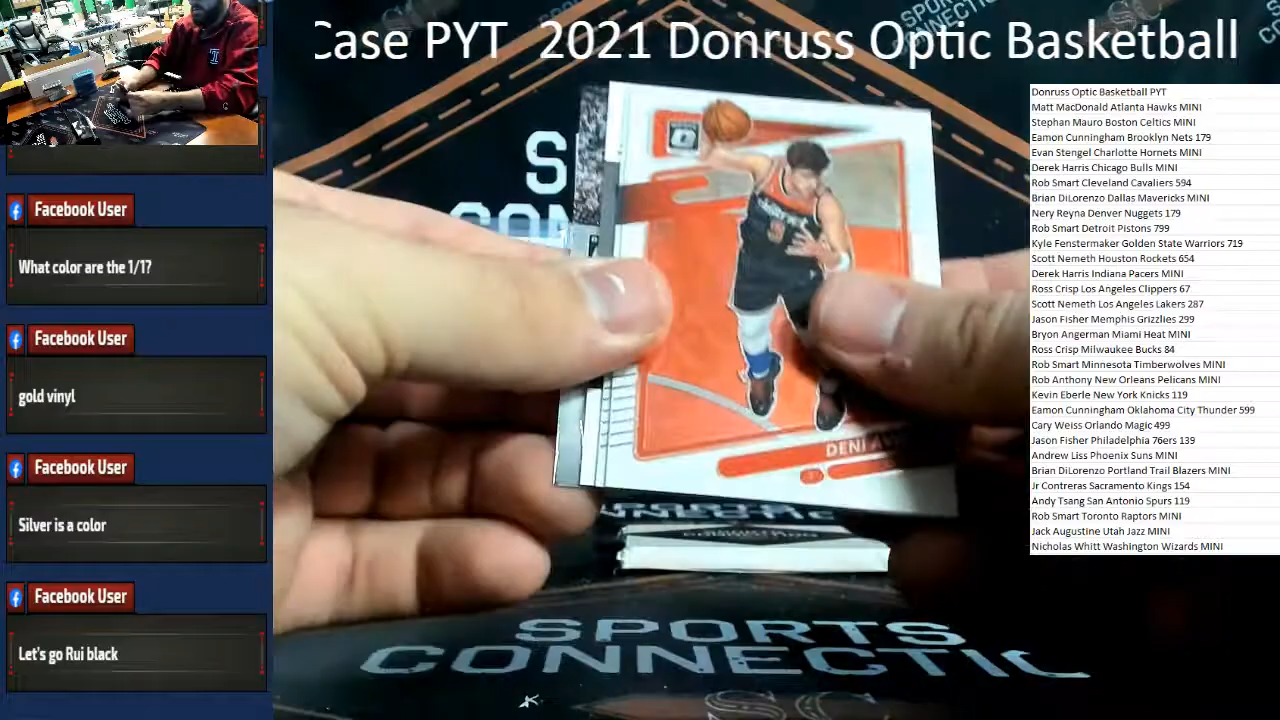 Case PYT 2021 Donruss Optic Basketball
Facebook User
What color are the 1/1?
Facebook User
gold vinyl
Facebook User
Silver is a color
Facebook User
Let's go Rui black
DENI
SPORTS
CONNECTIC
SC
Donruss Optic Basketball PYT
Matt MacDonald Atlanta Hawks MINI
Stephan Mauro Boston Celtics MINI
Eamon Cunningham Brooklyn Nets 179
Evan Stengel Charlotte Hornets MINI
Derek Harris Chicago Bulls MINI
Rob Smart Cleveland Cavaliers 594
Brian DiLorenzo Dallas Mavericks MINI
Nery Reyna Denver Nuggets 179
Rob Smart Detroit Pistons 799
Kyle Fenstermaker Golden State Warriors 719
Scott Nemeth Houston Rockets 654
Derek Harris Indiana Pacers MINI
Ross Crisp Los Angeles Clippers 67
Scott Nemeth Los Angeles Lakers 287
Jason Fisher Memphis Grizzlies 299
Bryon Angerman Miami Heat MINI
Ross Crisp Milwaukee Bucks 84
Rob Smart Minnesota Timberwolves MINI
Rob Anthony New Orleans Pelicans MINI
Kevin Eberle New York Knicks 119
Eamon Cunningham Oklahoma City Thunder 599
Cary Weiss Orlando Magic 499
Jason Fisher Philadelphia 76ers 139
Andrew Liss Phoenix Suns MINI
Brian DiLorenzo Portland Trail Blazers MINI
Jr Contreras Sacramento Kings 154
Andy Tsang San Antonio Spurs 119
Rob Smart Toronto Raptors MINI
Jack Augustine Utah Jazz MINI
Nicholas Whitt Washington Wizards MINI